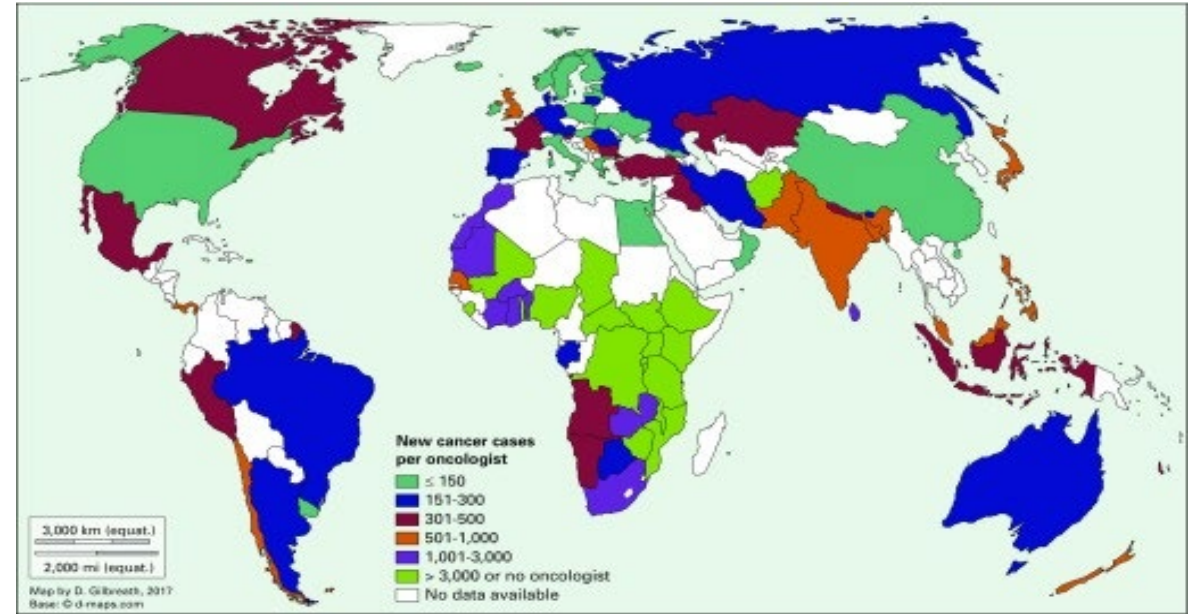 New cancer cases
per oncologist
≤ 150
151-300
301-500
501-1,000
1,001-3,000
> 3,000 or no oncologist
No data available
3,000 km (equat.)
2,000 mi (equat.)
Map by D. Gilbreath, 2017
Base: © d-maps.com